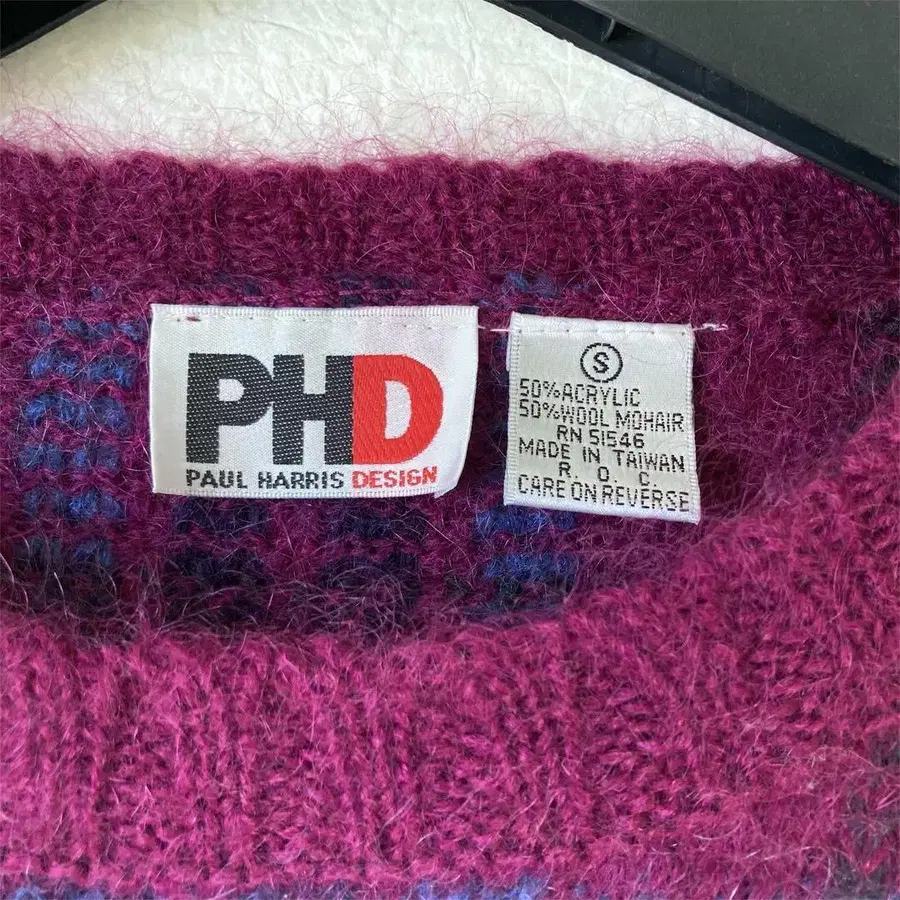 PHD
PAUL HARRIS DESIGN
S
50% ACRYLIC
50% WOOL MOHAIR
RN 51546
MADE IN TAIWAN
R. O. C.
CARE ON REVERSE